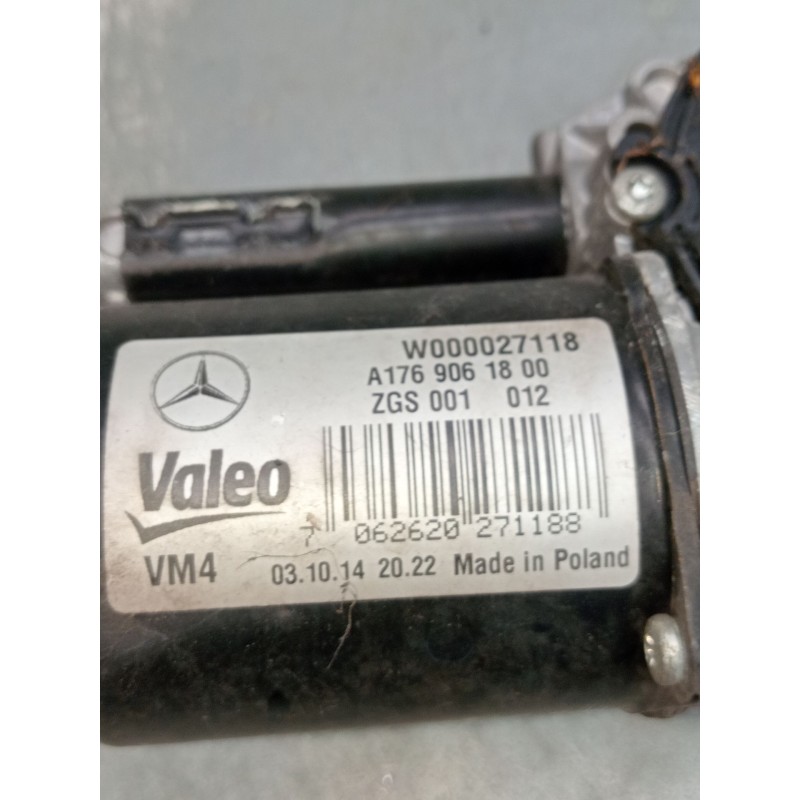 W000027118
A176 906 18 00
ZGS 001 012
Valeo
7 062620 271188
VM4 03.10.14 20.22 Made in Poland